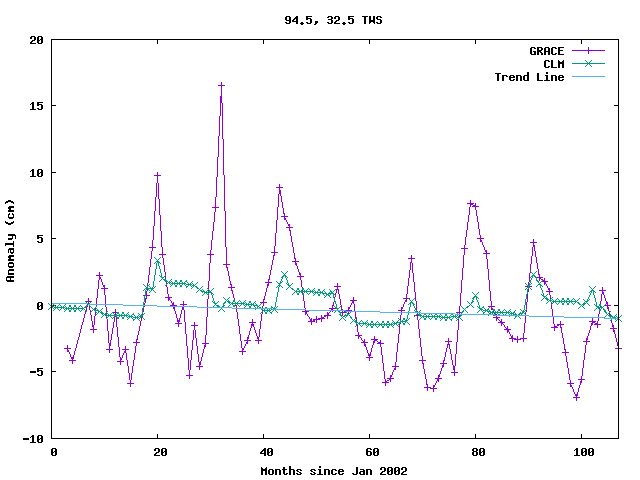 94.5, 32.5 TWS
GRACE
CLM
Trend Line
20
15
10
5
0
-5
-10
Anomaly (cm)
0 20 40 60 80 100
Months since Jan 2002